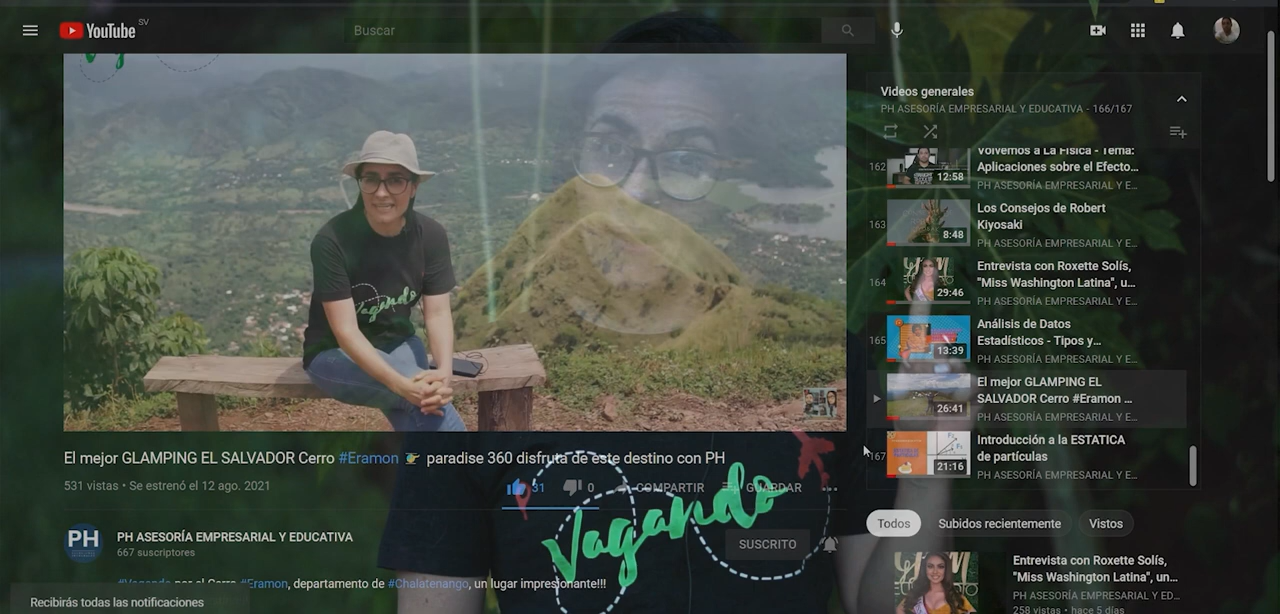 YouTube SV
Buscar
Vagando
El mejor GLAMPING EL SALVADOR Cerro #Eramon 👉 paradise 360 disfruta de este destino con PH
531 vistas • Se estrenó el 12 ago. 2021
31
0
COMPARTIR
GUARDAR
PH
PH ASESORÍA EMPRESARIAL Y EDUCATIVA
667 suscriptores
SUSCRITO
Vagando
#Vagando por el Cerro #Eramon, departamento de #Chalatenango, un lugar impresionante!!!
Recibirás todas las notificaciones
Videos generales
PH ASESORÍA EMPRESARIAL Y EDUCATIVA - 166/167
162
12:58
Volvemos a La Física - Tema:
Aplicaciones sobre el Efecto...
PH ASESORÍA EMPRESARIAL Y E...
163
8:48
Los Consejos de Robert
Kiyosaki
PH ASESORÍA EMPRESARIAL Y E...
164
29:46
Entrevista con Roxette Solís,
"Miss Washington Latina", u...
PH ASESORÍA EMPRESARIAL Y E...
165
13:39
Análisis de Datos
Estadísticos - Tipos y...
PH ASESORÍA EMPRESARIAL Y E...
26:41
El mejor GLAMPING EL
SALVADOR Cerro #Eramon ...
PH ASESORÍA EMPRESARIAL Y E...
167
21:16
Introducción a la ESTATICA
de partículas
PH ASESORÍA EMPRESARIAL Y E...
Todos
Subidos recientemente
Vistos
Entrevista con Roxette Solís,
"Miss Washington Latina", un...
PH ASESORÍA EMPRESARIAL Y ED...
258 vistas • hace 5 días